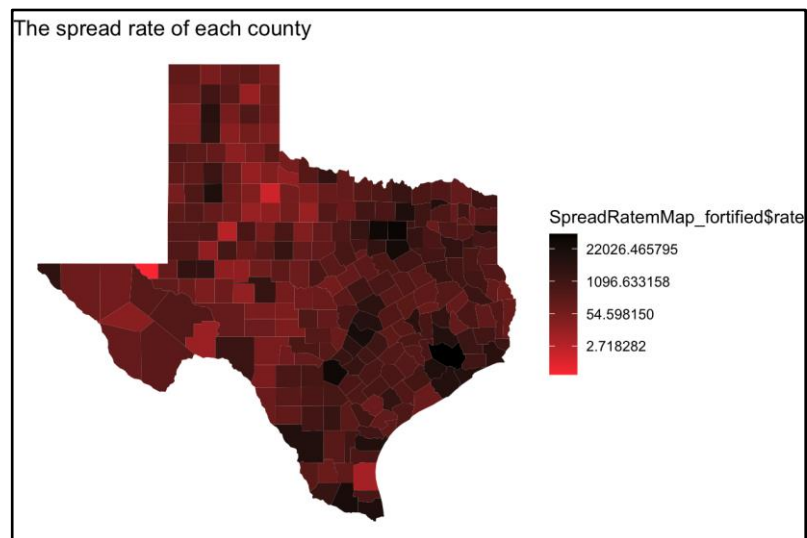 The spread rate of each county
SpreadRatemMap_fortified$rate
22026.465795
1096.633158
54.598150
2.718282